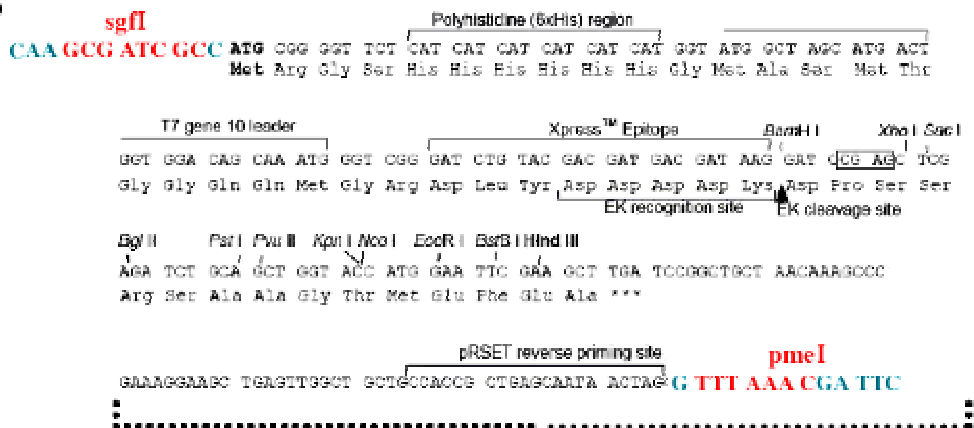 sgfI
Polyhistidine (6xHis) region
CAA GCG ATC GCC ATG CGG GGT TCT CAT CAT CAT CAT CAT CAT GGT ATG GCT AGC ATG ACT
Met Arg Gly Ser His His His His His His Gly Met Ala Ser Met Thr
T7 gene 10 leader
Xpress™ Epitope
BamH I
Xho I
Sac I
GGT GGA CAG CAA ATG GGT CGG GAT CTG TAC GAC GAT GAC GAT AAG GAT CCG AGC TCG
Gly Gly Gln Gln Met Gly Arg Asp Leu Tyr Asp Asp Asp Asp Lys Asp Pro Ser Ser
EK recognition site
EK cleavage site
Bgl II
Pst I
Pvu II
Kpn I
Nco I
EcoR I
BstB I
Hind III
AGA TCT GCA GCT GGT ACC ATG GAA TTC GAA GCT TGA TCCGGCTGCT AACAAAGCCC
Arg Ser Ala Ala Gly Thr Met Glu Phe Glu Ala ***
pRSET reverse priming site
pmeI
GAAAGGAAGC TGAGTTGGCT GCTGCCACCG CTGAGCAATA ACTAG G TTT AAA CGA TTC